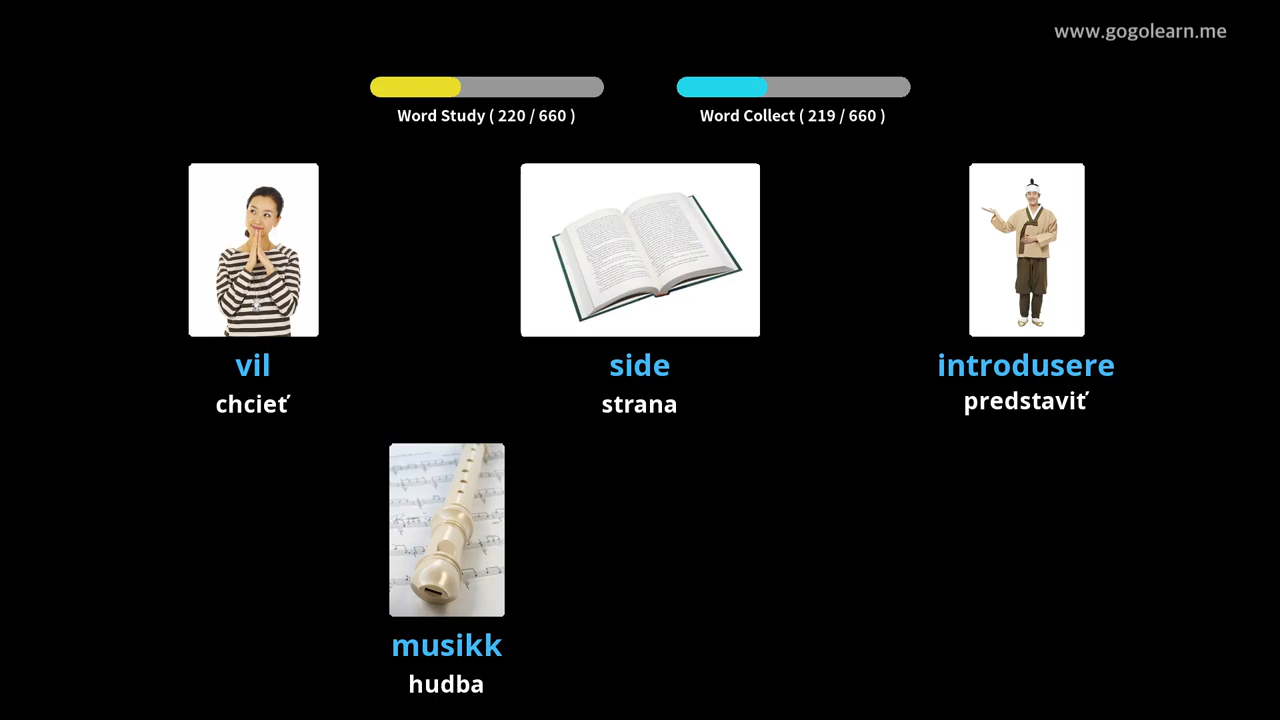 www.gogolearn.me
Word Study ( 220 / 660 )
Word Collect ( 219 / 660 )
vil
chcieť
side
strana
introdusere
predstaviť
musikk
hudba